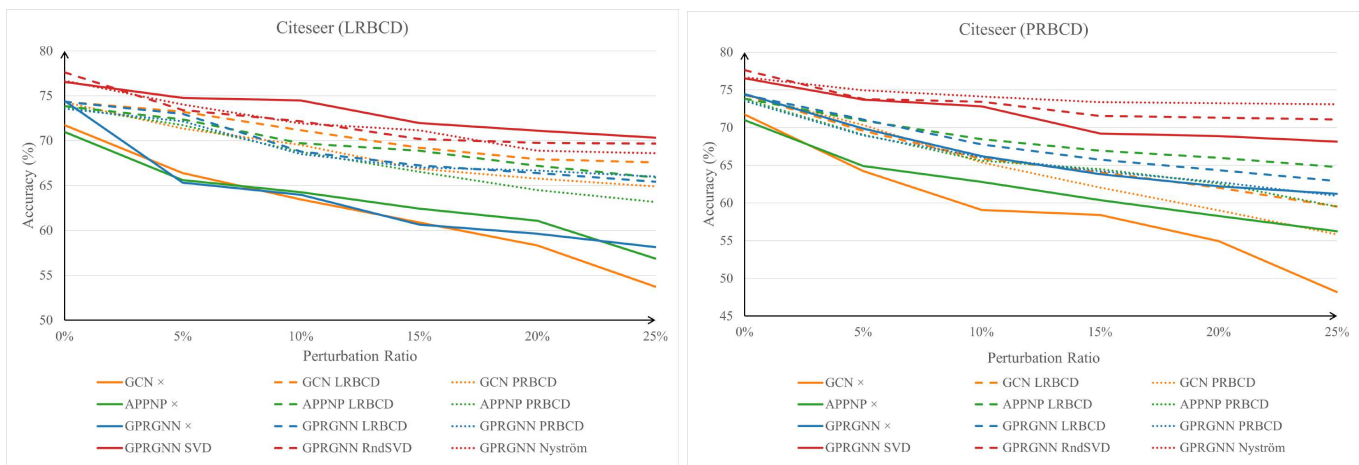 Citeseer (LRBCD)
80
75
70
65
60
55
50
Accuracy (%)
0%
5%
10%
15%
20%
25%
Perturbation Ratio
GCN ×
GCN LRBCD
GCN PRBCD
APPNP ×
APPNP LRBCD
APPNP PRBCD
GPRGNN ×
GPRGNN LRBCD
GPRGNN PRBCD
GPRGNN SVD
GPRGNN RndSVD
GPRGNN Nyström
Citeseer (PRBCD)
80
75
70
65
60
55
50
45
Accuracy (%)
0%
5%
10%
15%
20%
25%
Perturbation Ratio
GCN ×
GCN LRBCD
GCN PRBCD
APPNP ×
APPNP LRBCD
APPNP PRBCD
GPRGNN ×
GPRGNN LRBCD
GPRGNN PRBCD
GPRGNN SVD
GPRGNN RndSVD
GPRGNN Nyström